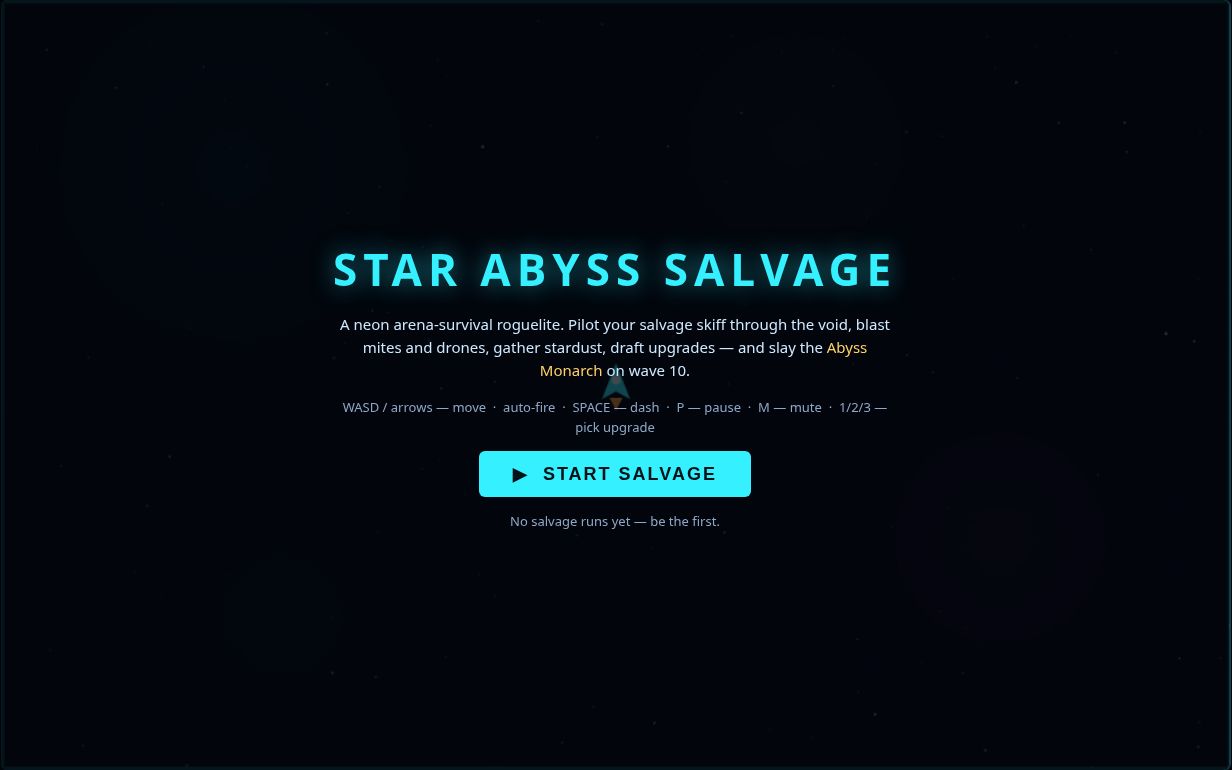 STAR ABYSS SALVAGE
A neon arena-survival roguelite. Pilot your salvage skiff through the void, blast
mites and drones, gather stardust, draft upgrades — and slay the Abyss
Monarch on wave 10.
WASD / arrows — move · auto-fire · SPACE — dash · P — pause · M — mute · 1/2/3 —
pick upgrade
▶ START SALVAGE
No salvage runs yet — be the first.